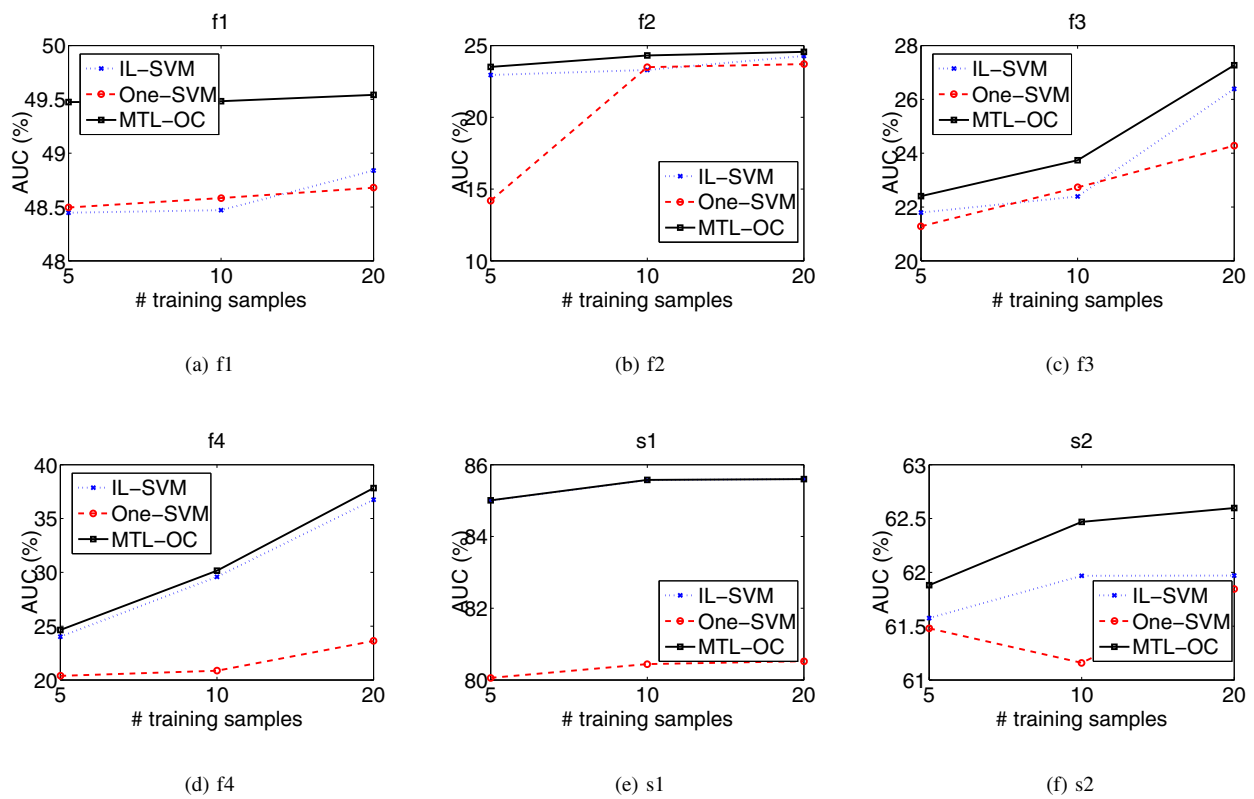 f1
50
49.5
49
48.5
48
AUC (%)
IL−SVM
One−SVM
MTL−OC
5
10
20
# training samples
(a) f1
f2
25
23
21
19
17
15
13
10
AUC (%)
IL−SVM
One−SVM
MTL−OC
5
10
20
# training samples
(b) f2
f3
28
26
24
22
20
AUC (%)
IL−SVM
One−SVM
MTL−OC
5
10
20
# training samples
(c) f3
f4
40
35
30
25
20
AUC (%)
IL−SVM
One−SVM
MTL−OC
5
10
20
# training samples
(d) f4
s1
86
84
82
80
AUC (%)
IL−SVM
One−SVM
MTL−OC
5
10
20
# training samples
(e) s1
s2
63
62.5
62
61.5
61
AUC (%)
IL−SVM
One−SVM
MTL−OC
5
10
20
# training samples
(f) s2